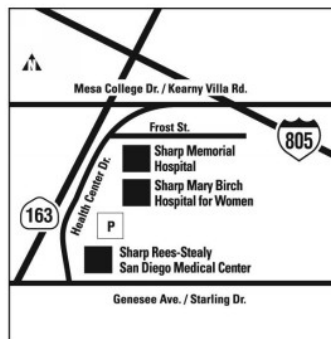 N
Mesa College Dr. / Kearny Villa Rd.
Frost St.
805
Sharp Memorial
Hospital
Sharp Mary Birch
Hospital for Women
Health Center Dr.
163
P
Sharp Rees-Stealy
San Diego Medical Center
Genesee Ave. / Starling Dr.